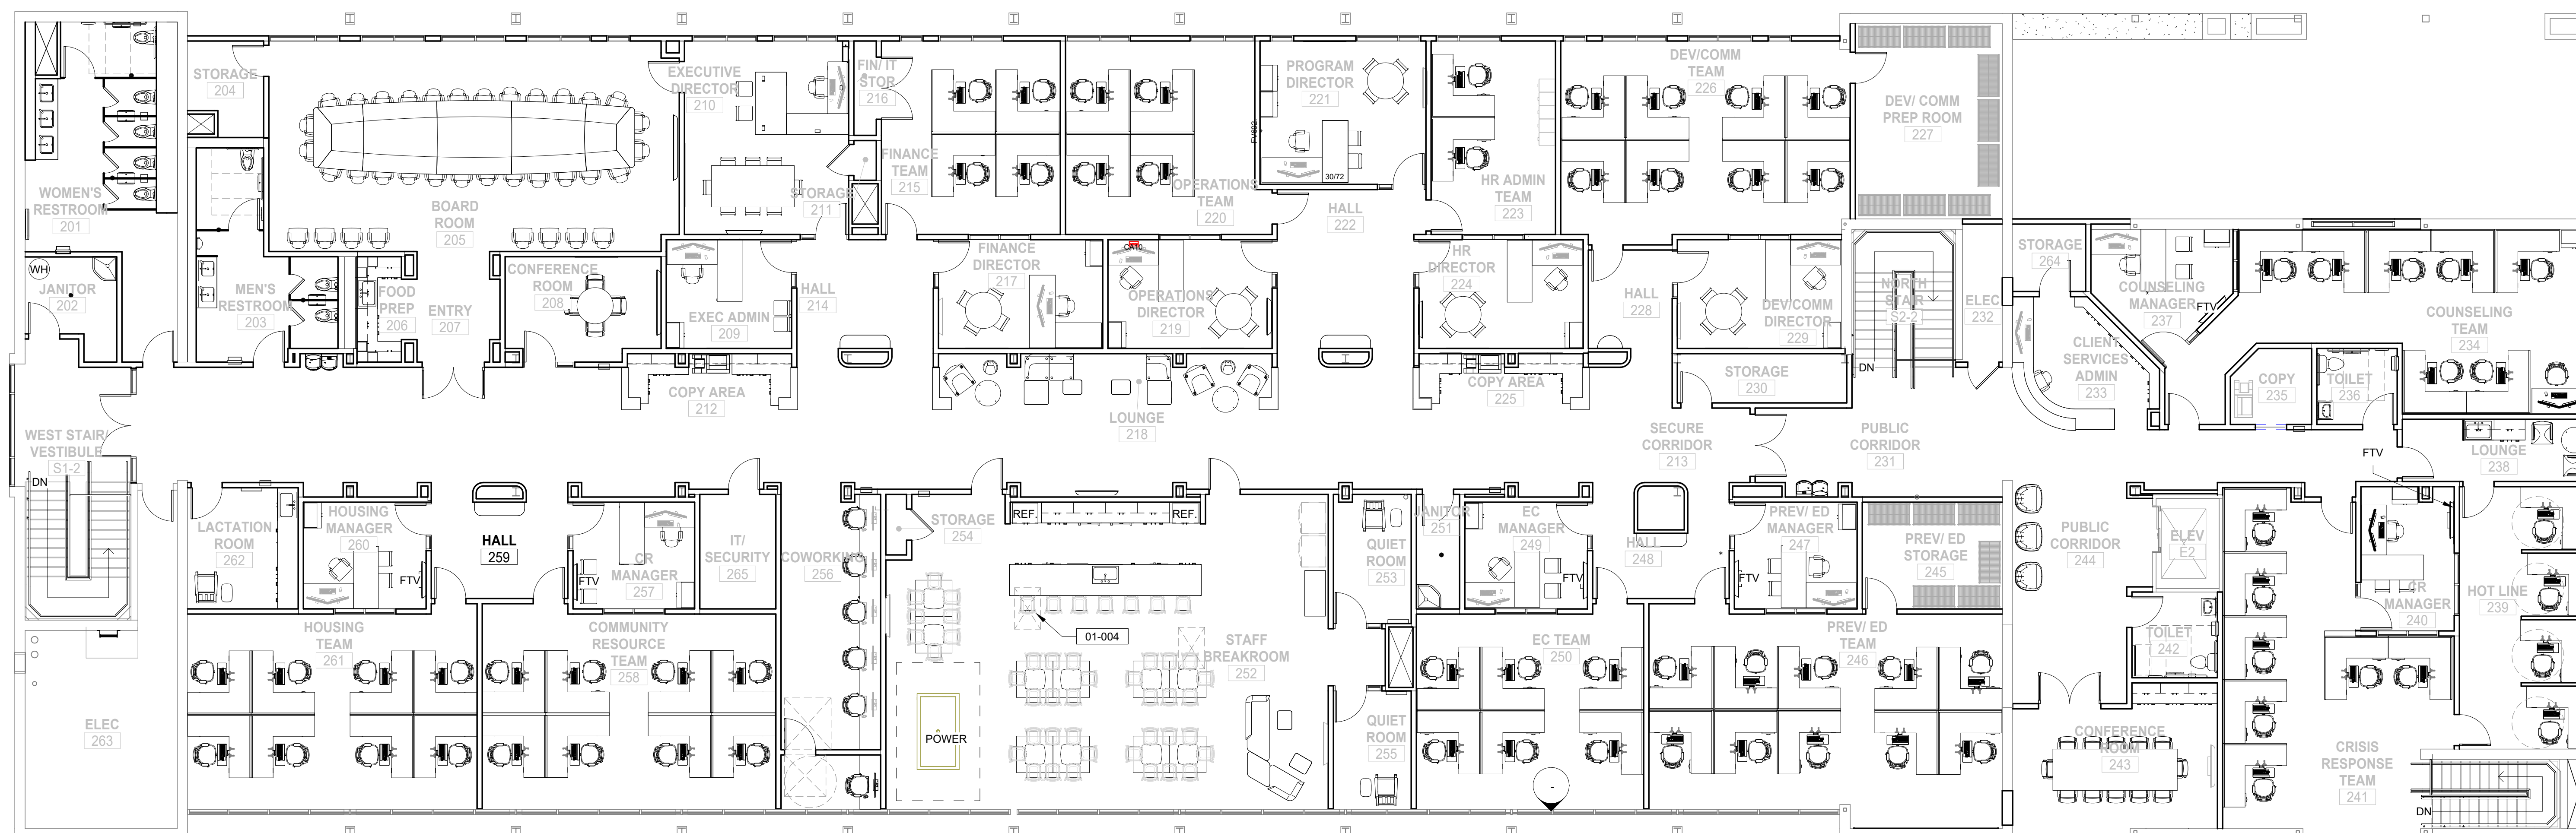 STORAGE
204
WOMEN'S
RESTROOM
201
WH
JANITOR
202
MEN'S
RESTROOM
203
BOARD
ROOM
205
FOOD
PREP
206
ENTRY
207
CONFERENCE
ROOM
208
EXECUTIVE
DIRECTOR
210
STORAGE
211
EXEC ADMIN
209
COPY AREA
212
HALL
214
FIN/ IT
STOR
216
FINANCE
TEAM
215
FINANCE
DIRECTOR
217
OPERATIONS
TEAM
220
OPERATIONS
DIRECTOR
219
LOUNGE
218
PROGRAM
DIRECTOR
221
30/72
HALL
222
HR ADMIN
TEAM
223
HR
DIRECTOR
224
COPY AREA
225
DEV/COMM
TEAM
226
DEV/ COMM
PREP ROOM
227
HALL
228
DEV/COMM
DIRECTOR
229
STORAGE
230
NORTH
STAIR
S2-2
DN
ELEC
232
SECURE
CORRIDOR
213
PUBLIC
CORRIDOR
231
STORAGE
264
COUNSELING
MANAGER
237
FTV
CLIENT
SERVICES
ADMIN
233
COUNSELING
TEAM
234
COPY
235
TOILET
236
FTV
LOUNGE
238
WEST STAIR/
VESTIBULE
S1-2
DN
ELEC
263
LACTATION
ROOM
262
HOUSING
MANAGER
260
FTV
HALL
259
FTV
CR
MANAGER
257
IT/
SECURITY
265
COWORKING
256
HOUSING
TEAM
261
COMMUNITY
RESOURCE
TEAM
258
STORAGE
254
REF.
REF.
01-004
STAFF
BREAKROOM
252
POWER
QUIET
ROOM
253
QUIET
ROOM
255
JANITOR
251
EC
MANAGER
249
FTV
HALL
248
EC TEAM
250
-
PREV/ ED
MANAGER
247
FTV
PREV/ ED
STORAGE
245
PREV/ ED
TEAM
246
PUBLIC
CORRIDOR
244
ELEV
E2
TOILET
242
CONFERENCE
ROOM
243
CR
MANAGER
240
HOT LINE
239
CRISIS
RESPONSE
TEAM
241
DN